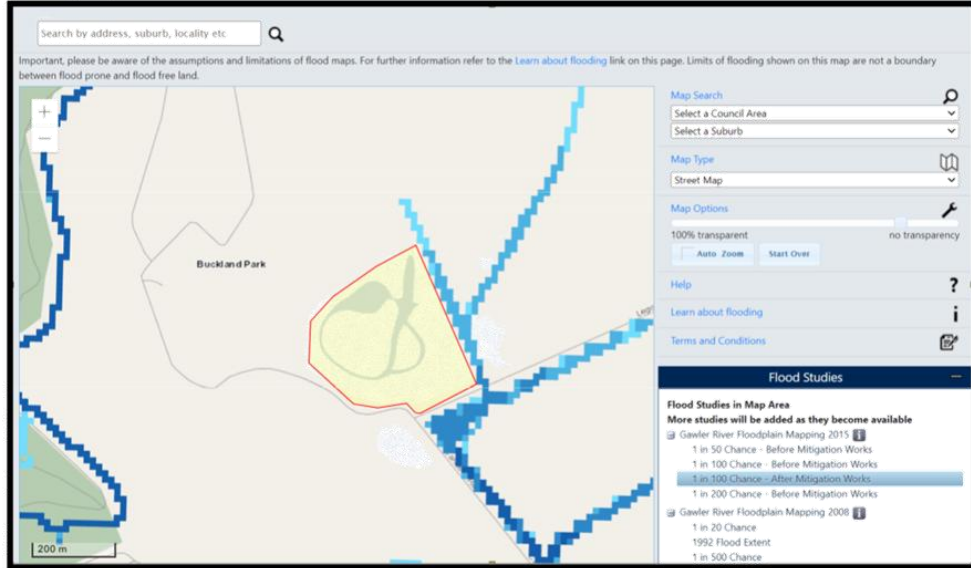 Search by address, suburb, locality etc
Important, please be aware of the assumptions and limitations of flood maps. For further information refer to the Learn about flooding link on this page. Limits of flooding shown on this map are not a boundary
between flood prone and flood free land.
+
−
Buckland Park
200 m
Map Search
Select a Council Area
Select a Suburb
Map Type
Street Map
Map Options
100% transparent no transparency
Auto Zoom Start Over
Help ?
Learn about flooding i
Terms and Conditions
Flood Studies −
Flood Studies in Map Area
More studies will be added as they become available
Gawler River Floodplain Mapping 2015 i
1 in 50 Chance - Before Mitigation Works
1 in 100 Chance - Before Mitigation Works
1 in 100 Chance - After Mitigation Works
1 in 200 Chance - Before Mitigation Works
Gawler River Floodplain Mapping 2008 i
1 in 20 Chance
1992 Flood Extent
1 in 500 Chance